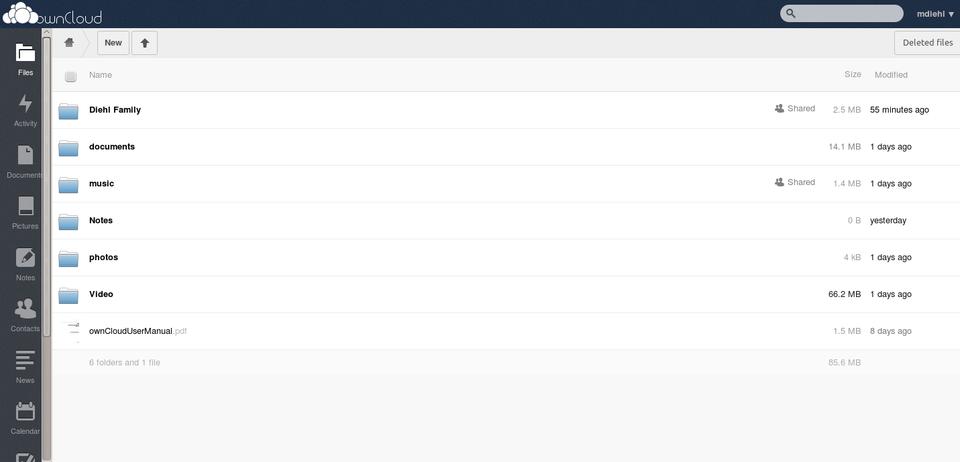 ownCloud
mdiehl ▼
Files
Activity
Documents
Pictures
Notes
Contacts
News
Calendar
New
Deleted files
Name Size Modified
Diehl Family Shared 2.5 MB 55 minutes ago
documents 14.1 MB 1 days ago
music Shared 1.4 MB 1 days ago
Notes 0 B yesterday
photos 4 kB 1 days ago
Video 66.2 MB 1 days ago
ownCloudUserManual.pdf 1.5 MB 8 days ago
6 folders and 1 file 85.6 MB